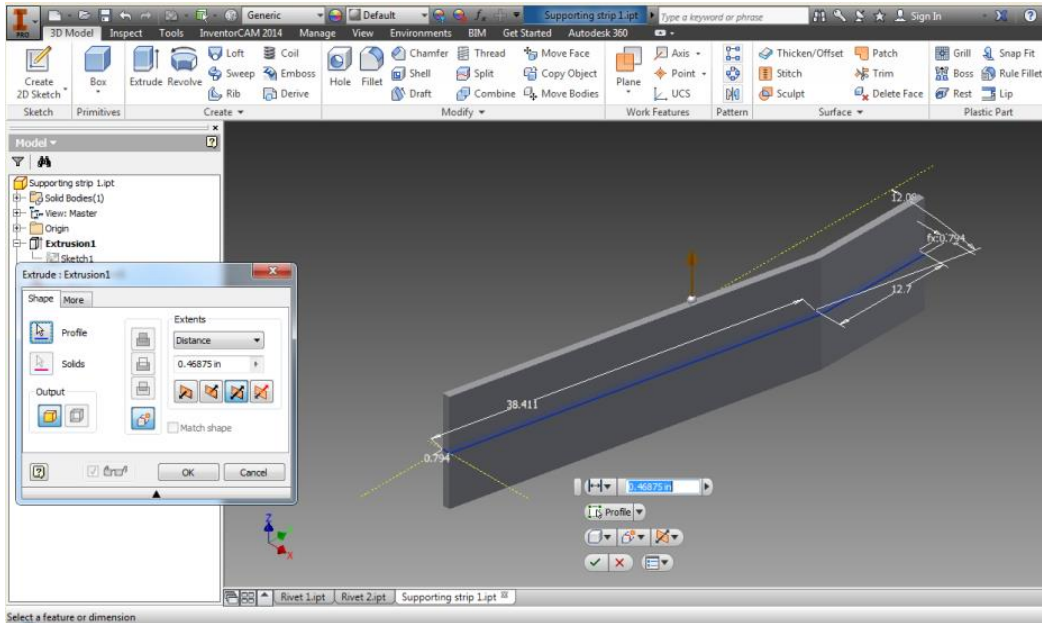 PRO
Generic
Default
fx
Supporting strip 1.ipt
Type a keyword or phrase
Sign In
3D Model Inspect Tools InventorCAM 2014 Manage View Environments BIM Get Started Autodesk 360
Create 2D Sketch
Box
Extrude
Revolve
Loft
Sweep
Rib
Coil
Emboss
Derive
Hole
Fillet
Chamfer
Shell
Draft
Thread
Split
Combine
Move Face
Copy Object
Move Bodies
Plane
Axis
Point
UCS
Thicken/Offset
Stitch
Sculpt
Patch
Trim
Delete Face
Grill
Boss
Rest
Snap Fit
Rule Fillet
Lip
Sketch Primitives Create Modify Work Features Pattern Surface Plastic Part
Model
Supporting strip 1.ipt
Solid Bodies(1)
View: Master
Origin
Extrusion1
Sketch1
Extrude : Extrusion1
Shape More
Profile
Solids
Output
Extents
Distance
0.46875 in
Match shape
OK Cancel
12.08
fx:0.794
12.7
38.411
0.794
0.46875 in
Profile
Z
X
Rivet 1.ipt Rivet 2.ipt Supporting strip 1.ipt
Select a feature or dimension